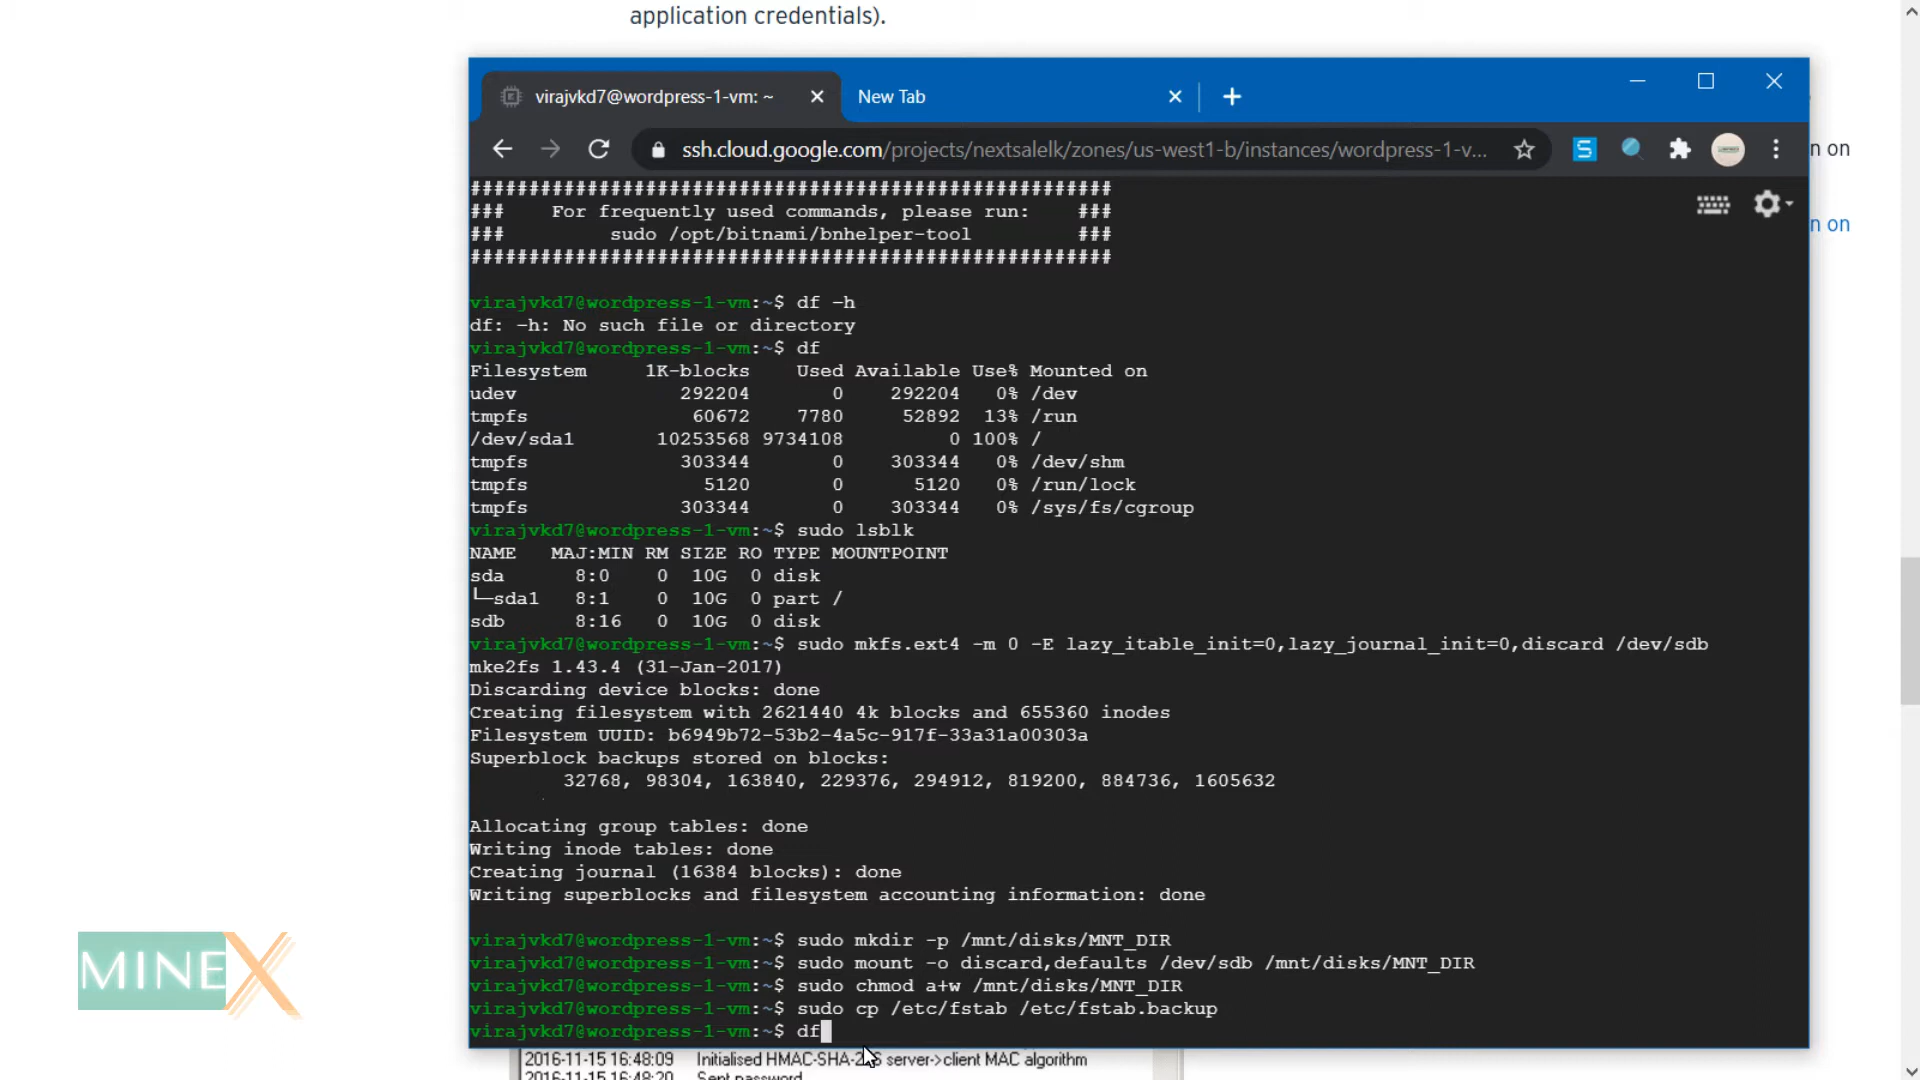 application credentials).
virajvkd7@wordpress-1-vm: ~
New Tab
ssh.cloud.google.com/projects/nextsalelk/zones/us-west1-b/instances/wordpress-1-v...
n on
n on
#######################################################
###    For frequently used commands, please run:    ###
###         sudo /opt/bitnami/bnhelper-tool         ###
#######################################################
virajvkd7@wordpress-1-vm:~$ df –h
df: –h: No such file or directory
virajvkd7@wordpress-1-vm:~$ df
Filesystem     1K-blocks    Used Available Use% Mounted on
udev              292204       0    292204   0% /dev
tmpfs              60672    7780     52892  13% /run
/dev/sda1       10253568 9734108         0 100% /
tmpfs             303344       0    303344   0% /dev/shm
tmpfs               5120       0      5120   0% /run/lock
tmpfs             303344       0    303344   0% /sys/fs/cgroup
virajvkd7@wordpress-1-vm:~$ sudo lsblk
NAME   MAJ:MIN RM SIZE RO TYPE MOUNTPOINT
sda      8:0    0  10G  0 disk
└─sda1   8:1    0  10G  0 part /
sdb      8:16   0  10G  0 disk
virajvkd7@wordpress-1-vm:~$ sudo mkfs.ext4 -m 0 -E lazy_itable_init=0,lazy_journal_init=0,discard /dev/sdb
mke2fs 1.43.4 (31-Jan-2017)
Discarding device blocks: done
Creating filesystem with 2621440 4k blocks and 655360 inodes
Filesystem UUID: b6949b72-53b2-4a5c-917f-33a31a00303a
Superblock backups stored on blocks:
        32768, 98304, 163840, 229376, 294912, 819200, 884736, 1605632
Allocating group tables: done
Writing inode tables: done
Creating journal (16384 blocks): done
Writing superblocks and filesystem accounting information: done
virajvkd7@wordpress-1-vm:~$ sudo mkdir -p /mnt/disks/MNT_DIR
virajvkd7@wordpress-1-vm:~$ sudo mount -o discard,defaults /dev/sdb /mnt/disks/MNT_DIR
virajvkd7@wordpress-1-vm:~$ sudo chmod a+w /mnt/disks/MNT_DIR
virajvkd7@wordpress-1-vm:~$ sudo cp /etc/fstab /etc/fstab.backup
virajvkd7@wordpress-1-vm:~$ df
2016-11-15 16:48:09 Initialised server->client MAC algorithm
2016-11-15 16:48:20 Sent password
MINEX